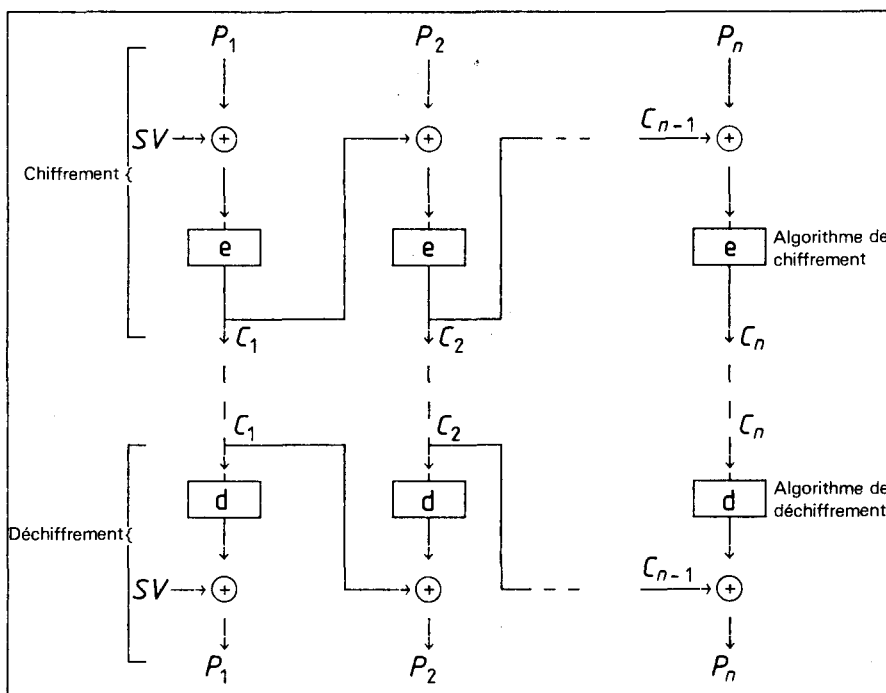 P1 P2 Pn
SV + + Cn-1 +
Chiffrement {
e e e Algorithme de
chiffrement
C1 C2 Cn
C1 C2 Cn
d d d Algorithme de
déchiffrement
Déchiffrement {
SV + + Cn-1 +
P1 P2 Pn